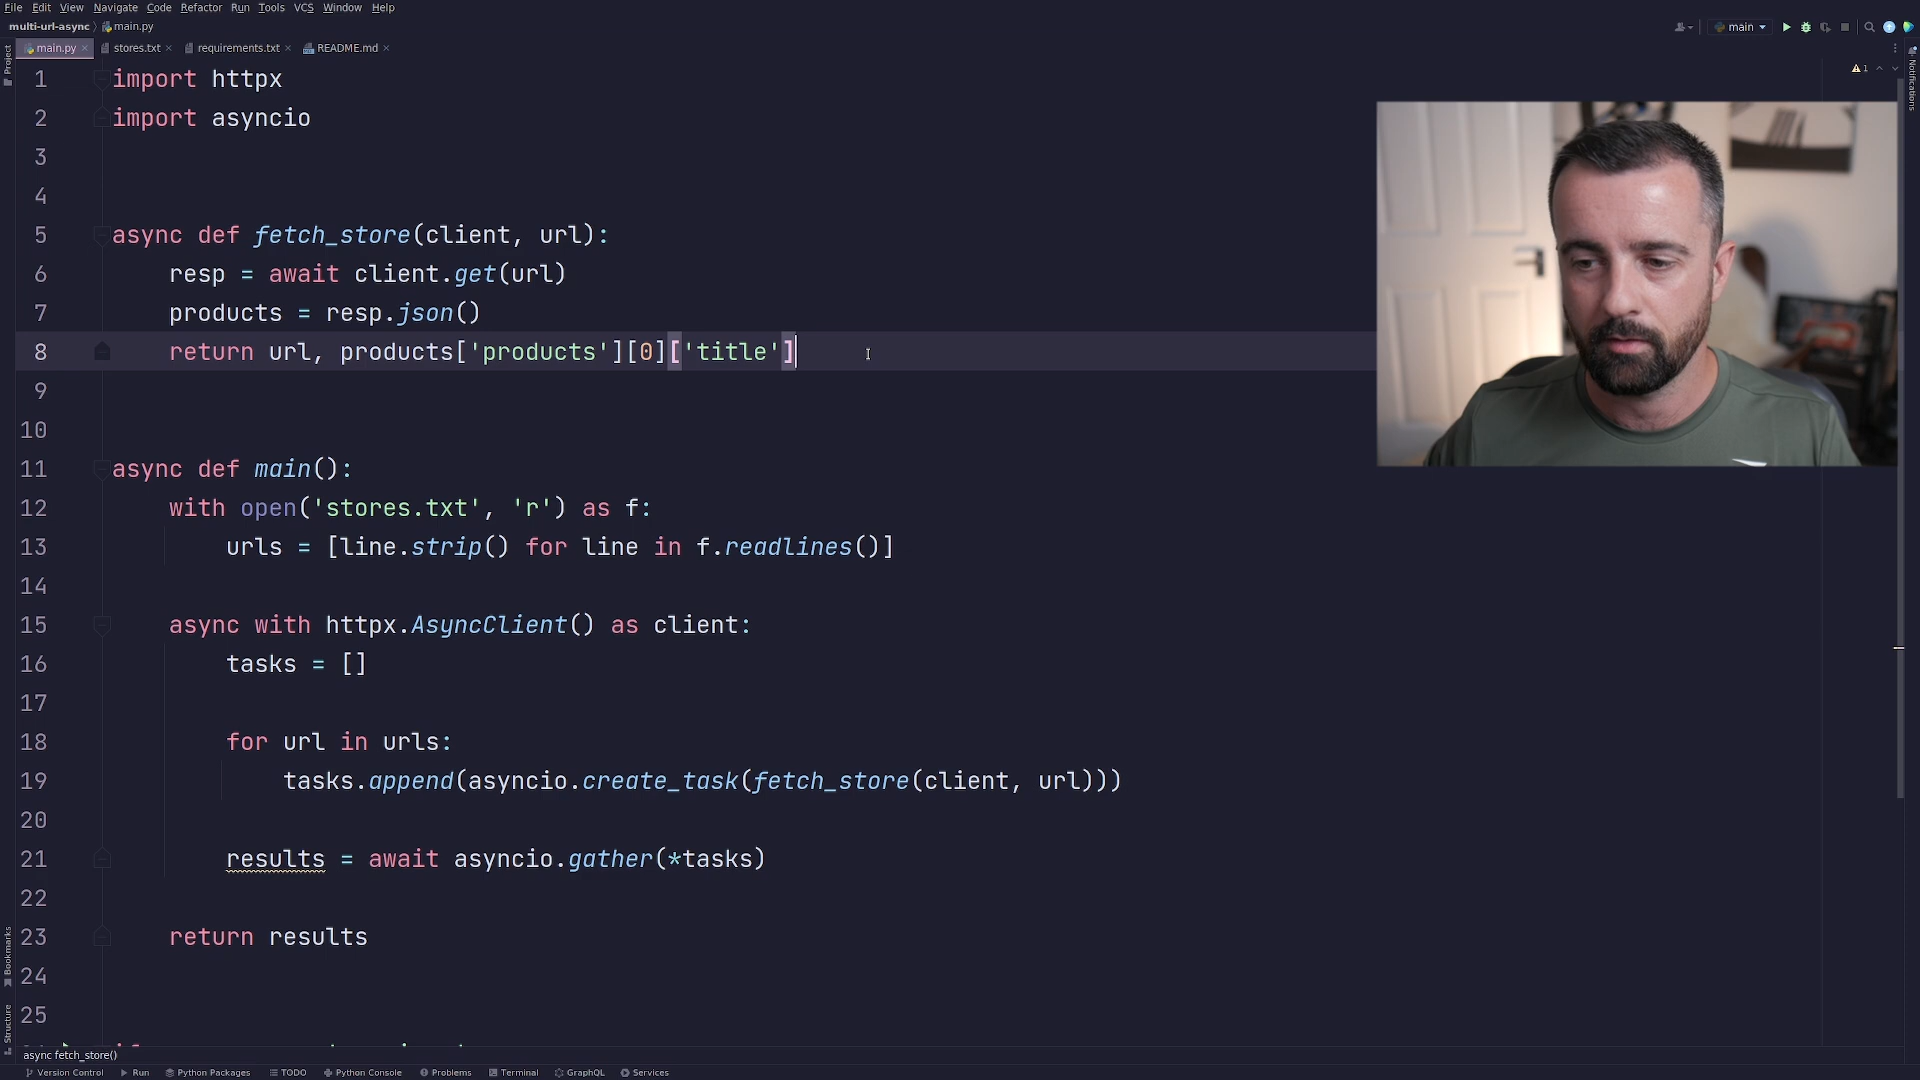 File Edit View Navigate Code Refactor Run Tools VCS Window Help
multi-url-async main.py
main
main.py stores.txt requirements.txt README.md
Project
Notifications
1
1 import httpx
2 import asyncio
3
4
5 async def fetch_store(client, url):
6 resp = await client.get(url)
7 products = resp.json()
8 return url, products['products'][0]['title']
9
10
11 async def main():
12 with open('stores.txt', 'r') as f:
13 urls = [line.strip() for line in f.readlines()]
14
15 async with httpx.AsyncClient() as client:
16 tasks = []
17
18 for url in urls:
19 tasks.append(asyncio.create_task(fetch_store(client, url)))
20
21 results = await asyncio.gather(*tasks)
22
23 return results
24
25
Bookmarks
Structure
async fetch_store()
Version Control Run Python Packages TODO Python Console Problems Terminal GraphQL Services